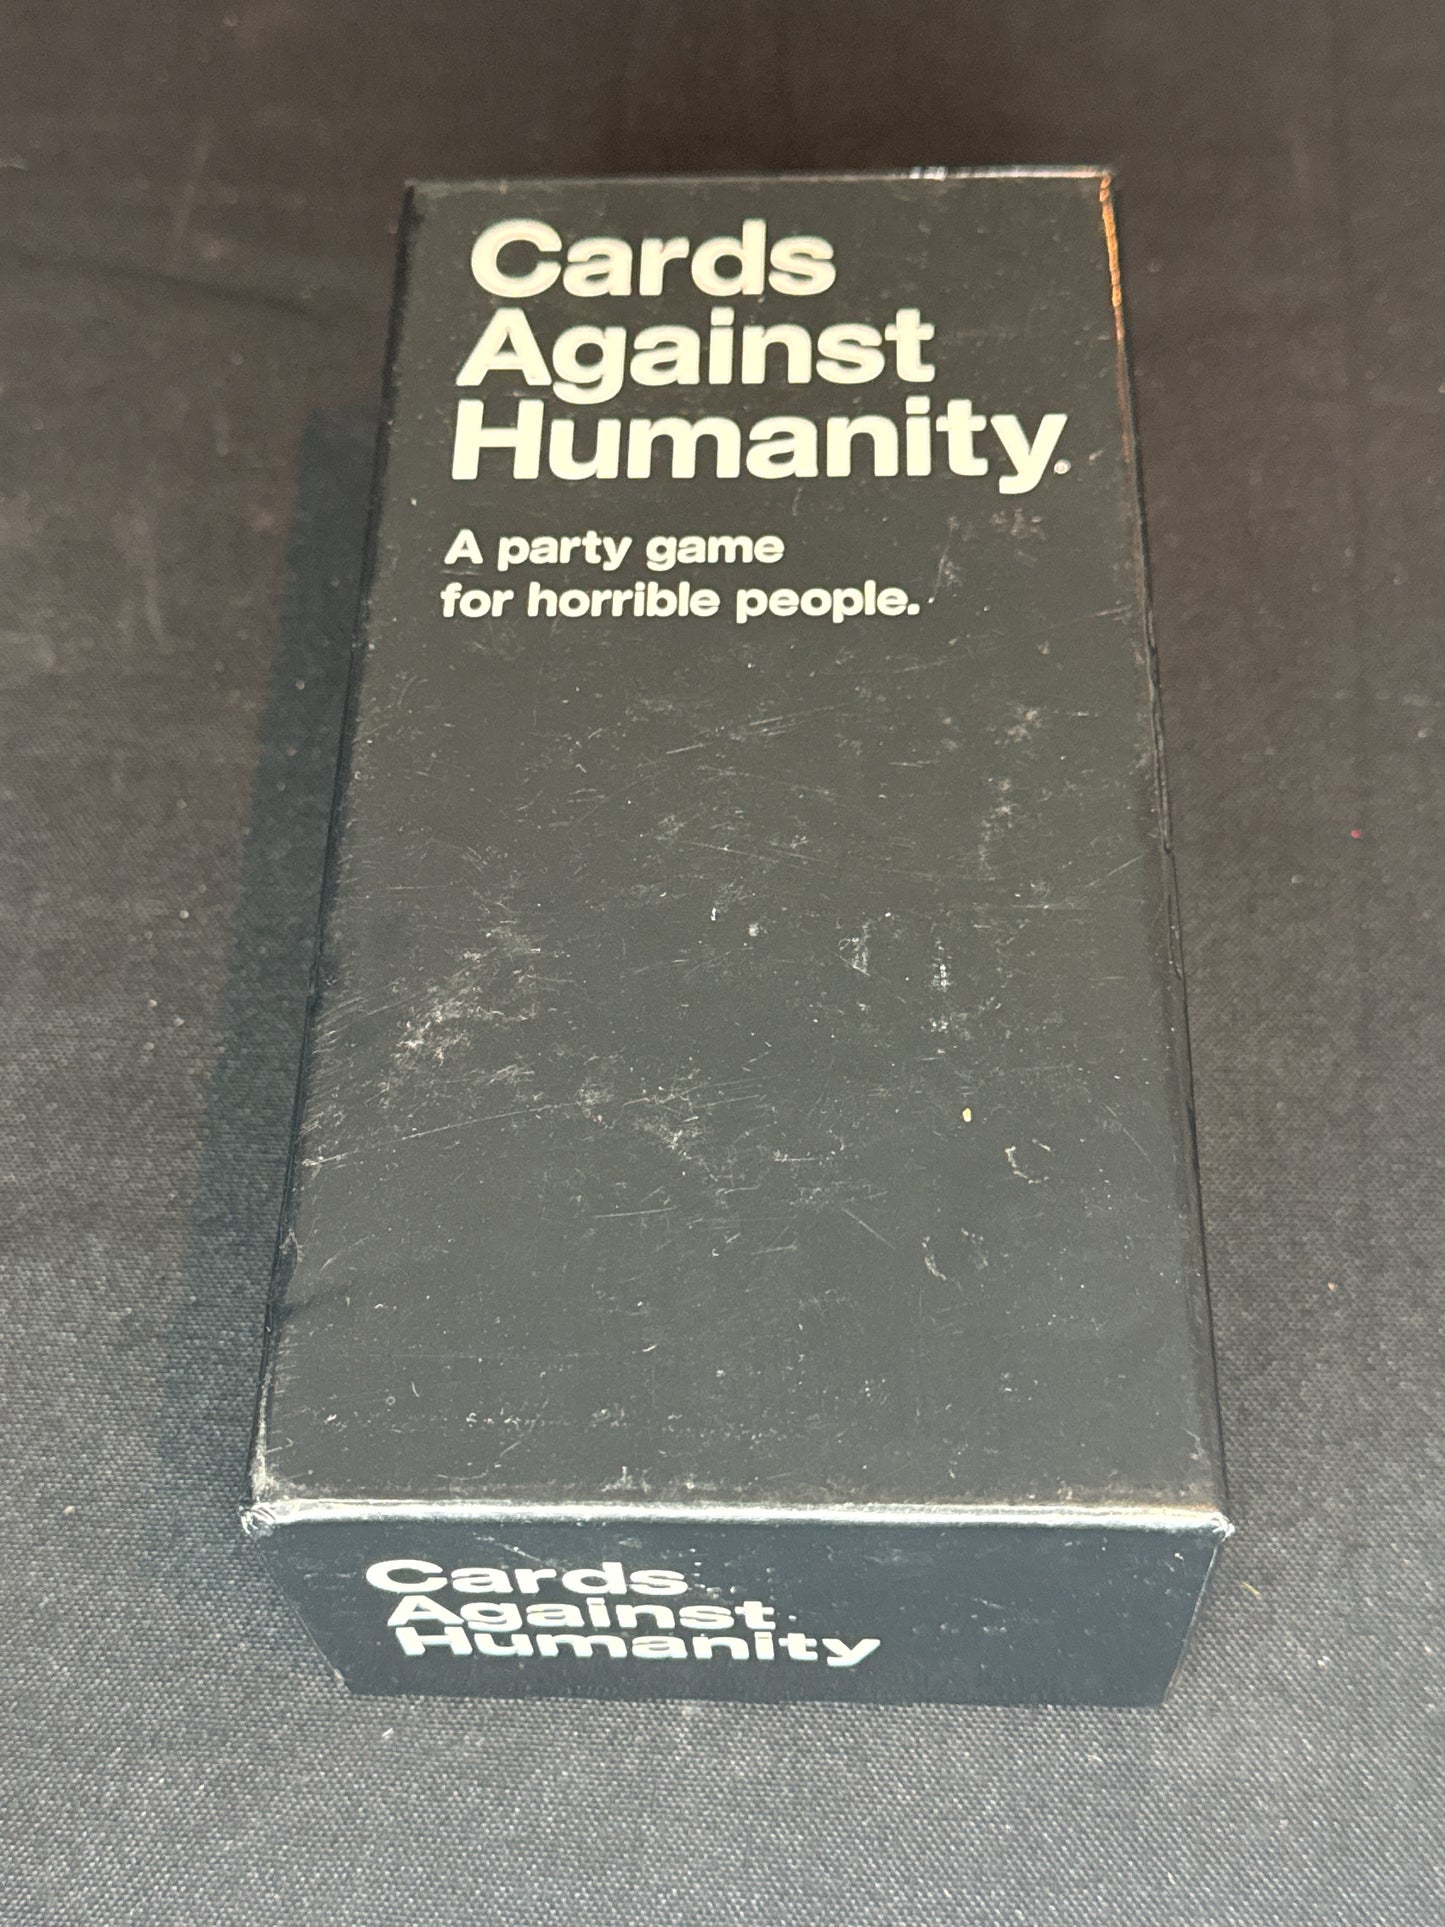 Cards
Against
Humanity®
A party game
for horrible people.
Cards
Against
Humanity